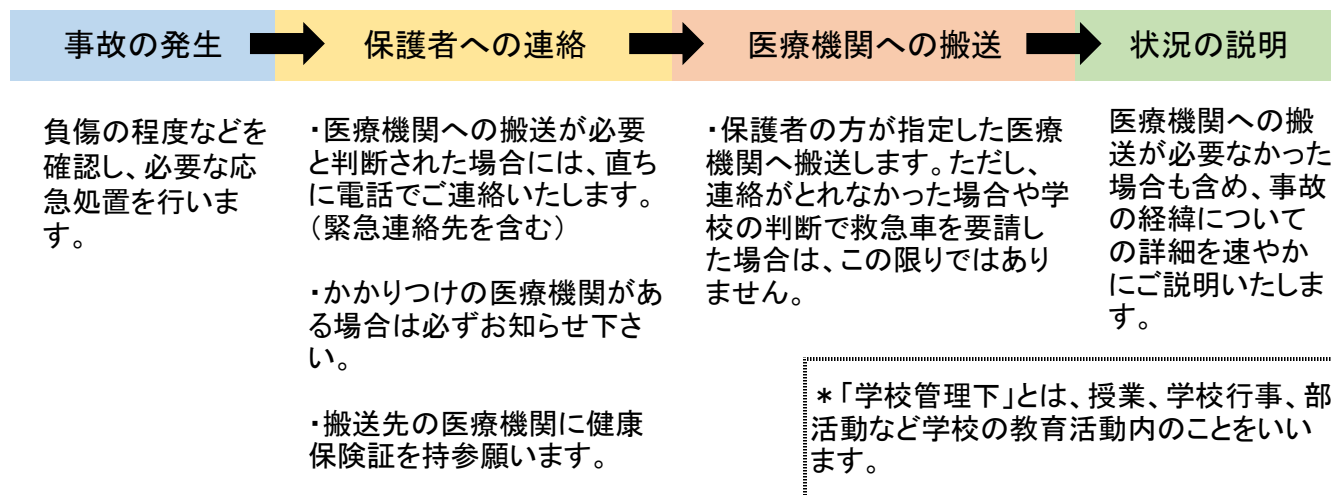 事故の発生
保護者への連絡
医療機関への搬送
状況の説明
負傷の程度などを
確認し、必要な応
急処置を行いま
す。
・医療機関への搬送が必要
と判断された場合には、直ち
に電話でご連絡いたします。
（緊急連絡先を含む）
・かかりつけの医療機関があ
る場合は必ずお知らせ下さ
い。
・搬送先の医療機関に健康
保険証を持参願います。
・保護者の方が指定した医療
機関へ搬送します。ただし、
連絡がとれなかった場合や学
校の判断で救急車を要請し
た場合は、この限りではあり
ません。
医療機関への搬
送が必要なかった
場合も含め、事故
の経緯について
の詳細を速やか
にご説明いたしま
す。
＊「学校管理下」とは、授業、学校行事、部
活動など学校の教育活動内のことをいい
ます。